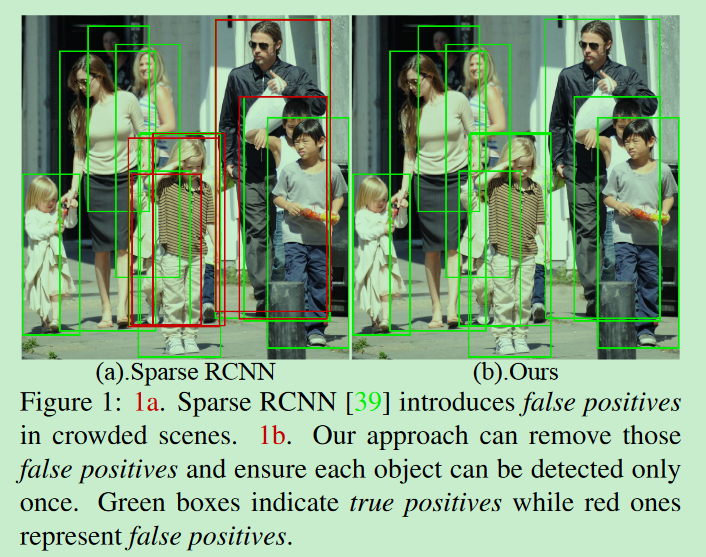 (a).Sparse RCNN
(b).Ours
Figure 1: 1a. Sparse RCNN [39] introduces false positives
in crowded scenes. 1b. Our approach can remove those
false positives and ensure each object can be detected only
once. Green boxes indicate true positives while red ones
represent false positives.